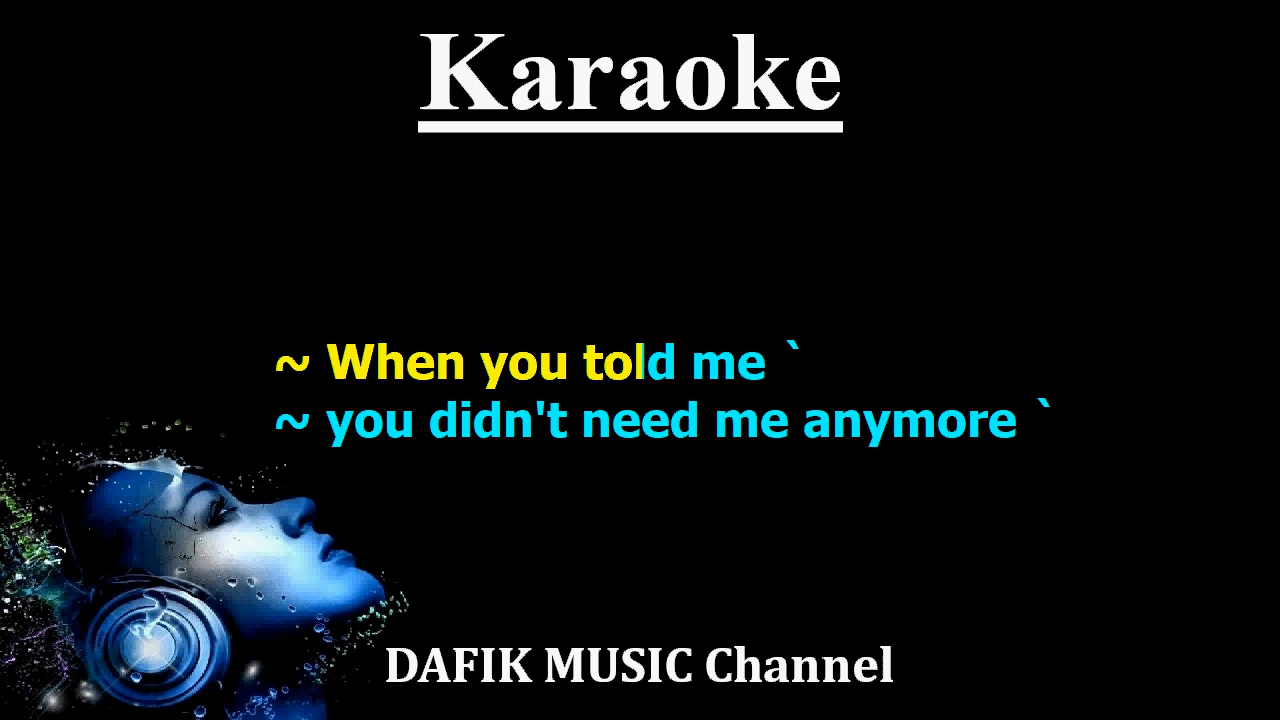 Karaoke
~ When you told me `
~ you didn't need me anymore `
DAFIK MUSIC Channel